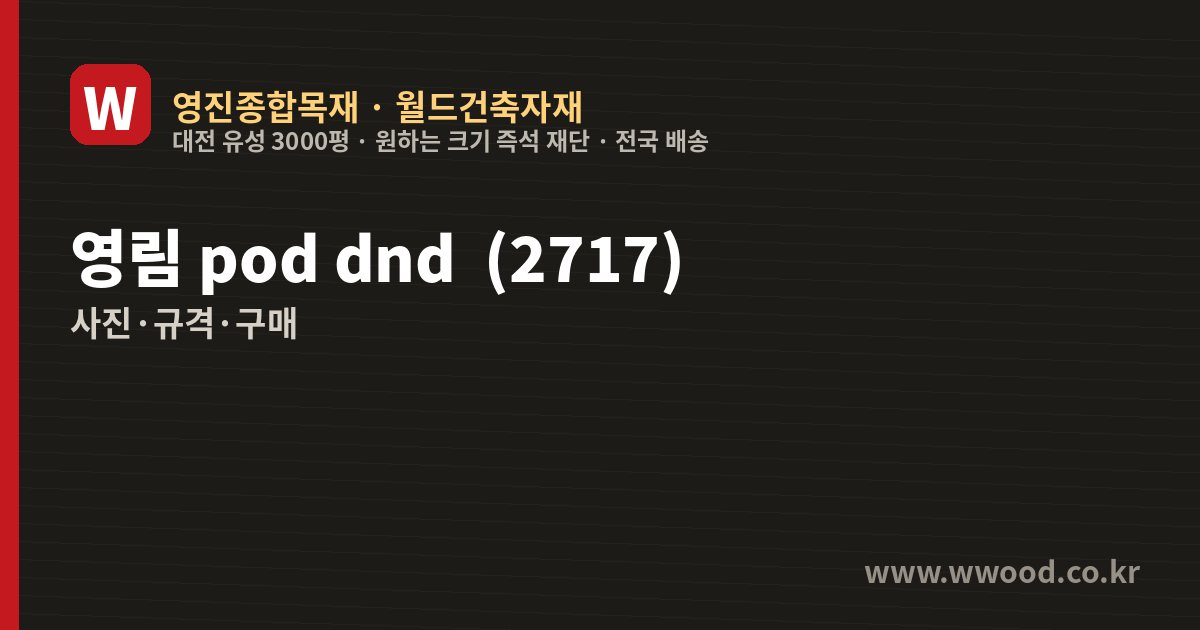 W
영진종합목재 · 월드건축자재
대전 유성 3000평 · 원하는 크기 즉석 재단 · 전국 배송
영림 pod dnd (2717)
사진·규격·구매
www.wwood.co.kr